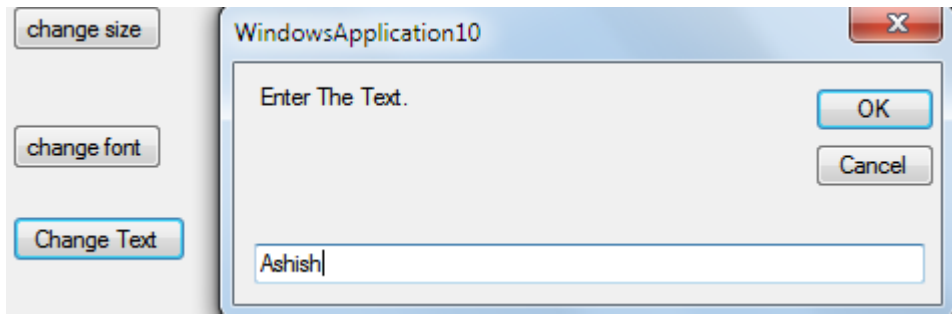 change size
change font
Change Text
WindowsApplication10
Enter The Text.
OK
Cancel
Ashish